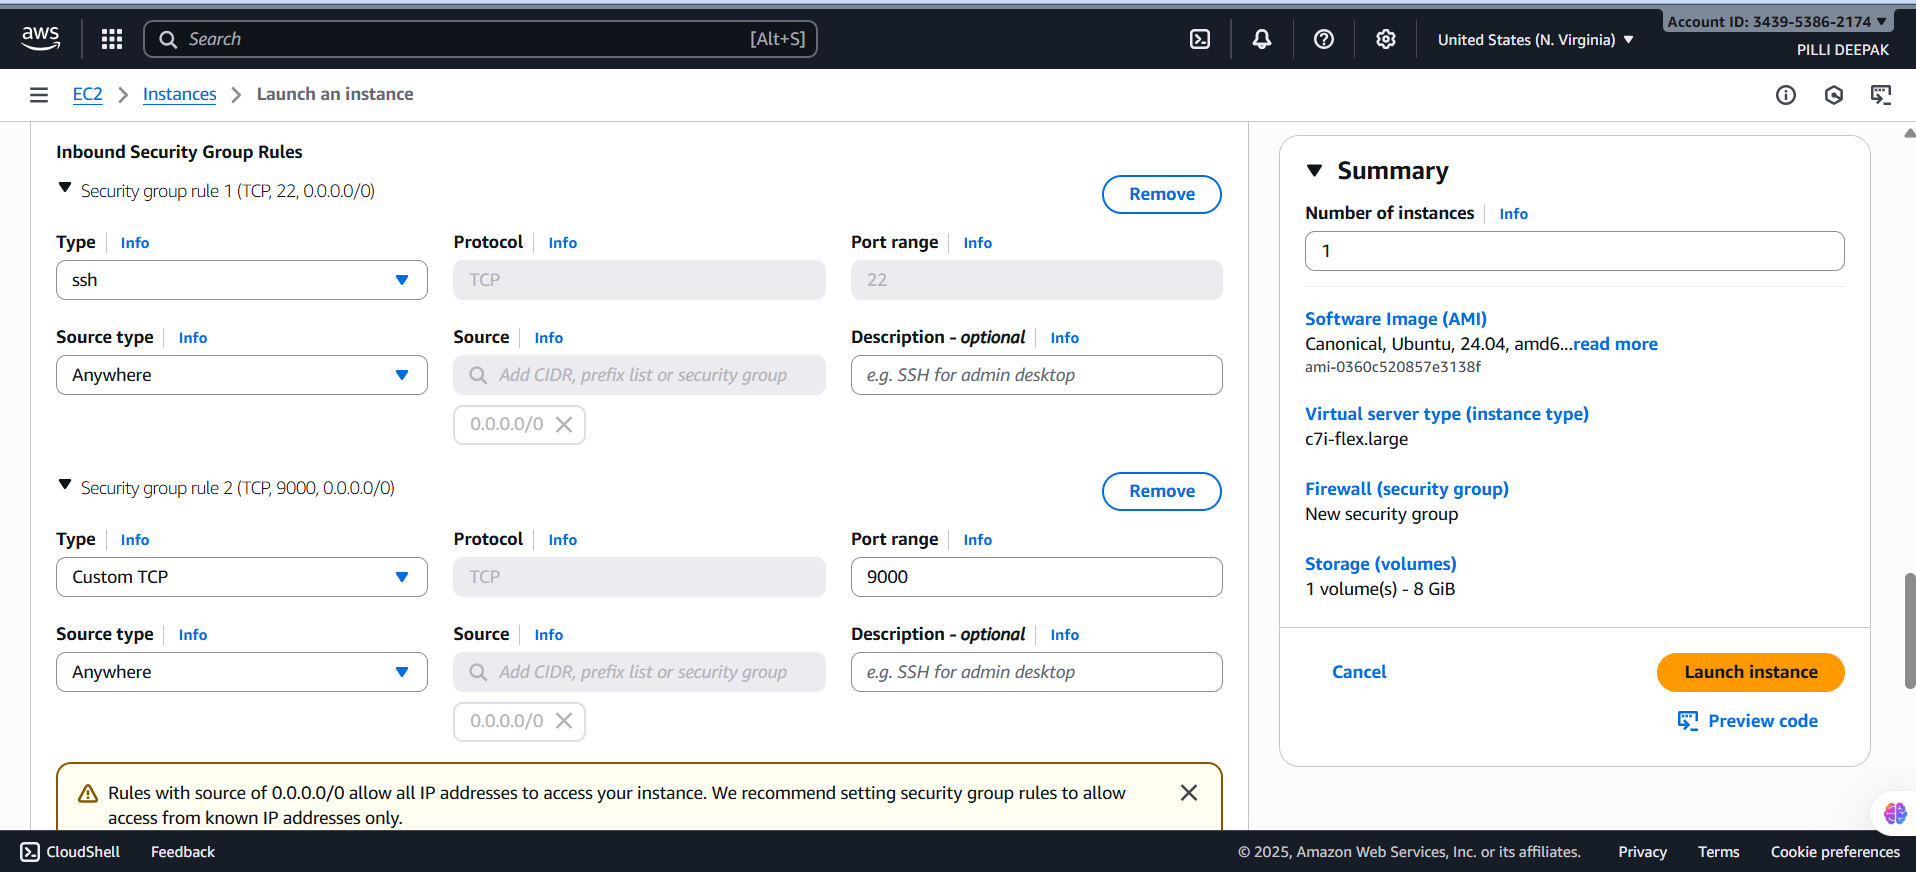 aws
Search [Alt+S]
United States (N. Virginia)
Account ID: 3439-5386-2174
PILLI DEEPAK
EC2 Instances Launch an instance
Inbound Security Group Rules
Security group rule 1 (TCP, 22, 0.0.0.0/0)
Remove
Type Info Protocol Info Port range Info
ssh TCP 22
Source type Info Source Info Description - optional Info
Anywhere Add CIDR, prefix list or security group e.g. SSH for admin desktop
0.0.0.0/0
Security group rule 2 (TCP, 9000, 0.0.0.0/0)
Remove
Type Info Protocol Info Port range Info
Custom TCP TCP 9000
Source type Info Source Info Description - optional Info
Anywhere Add CIDR, prefix list or security group e.g. SSH for admin desktop
0.0.0.0/0
Rules with source of 0.0.0.0/0 allow all IP addresses to access your instance. We recommend setting security group rules to allow
access from known IP addresses only.
Summary
Number of instances Info
1
Software Image (AMI)
Canonical, Ubuntu, 24.04, amd6...read more
ami-0360c520857e3138f
Virtual server type (instance type)
c7i-flex.large
Firewall (security group)
New security group
Storage (volumes)
1 volume(s) - 8 GiB
Cancel Launch instance
Preview code
CloudShell Feedback © 2025, Amazon Web Services, Inc. or its affiliates. Privacy Terms Cookie preferences